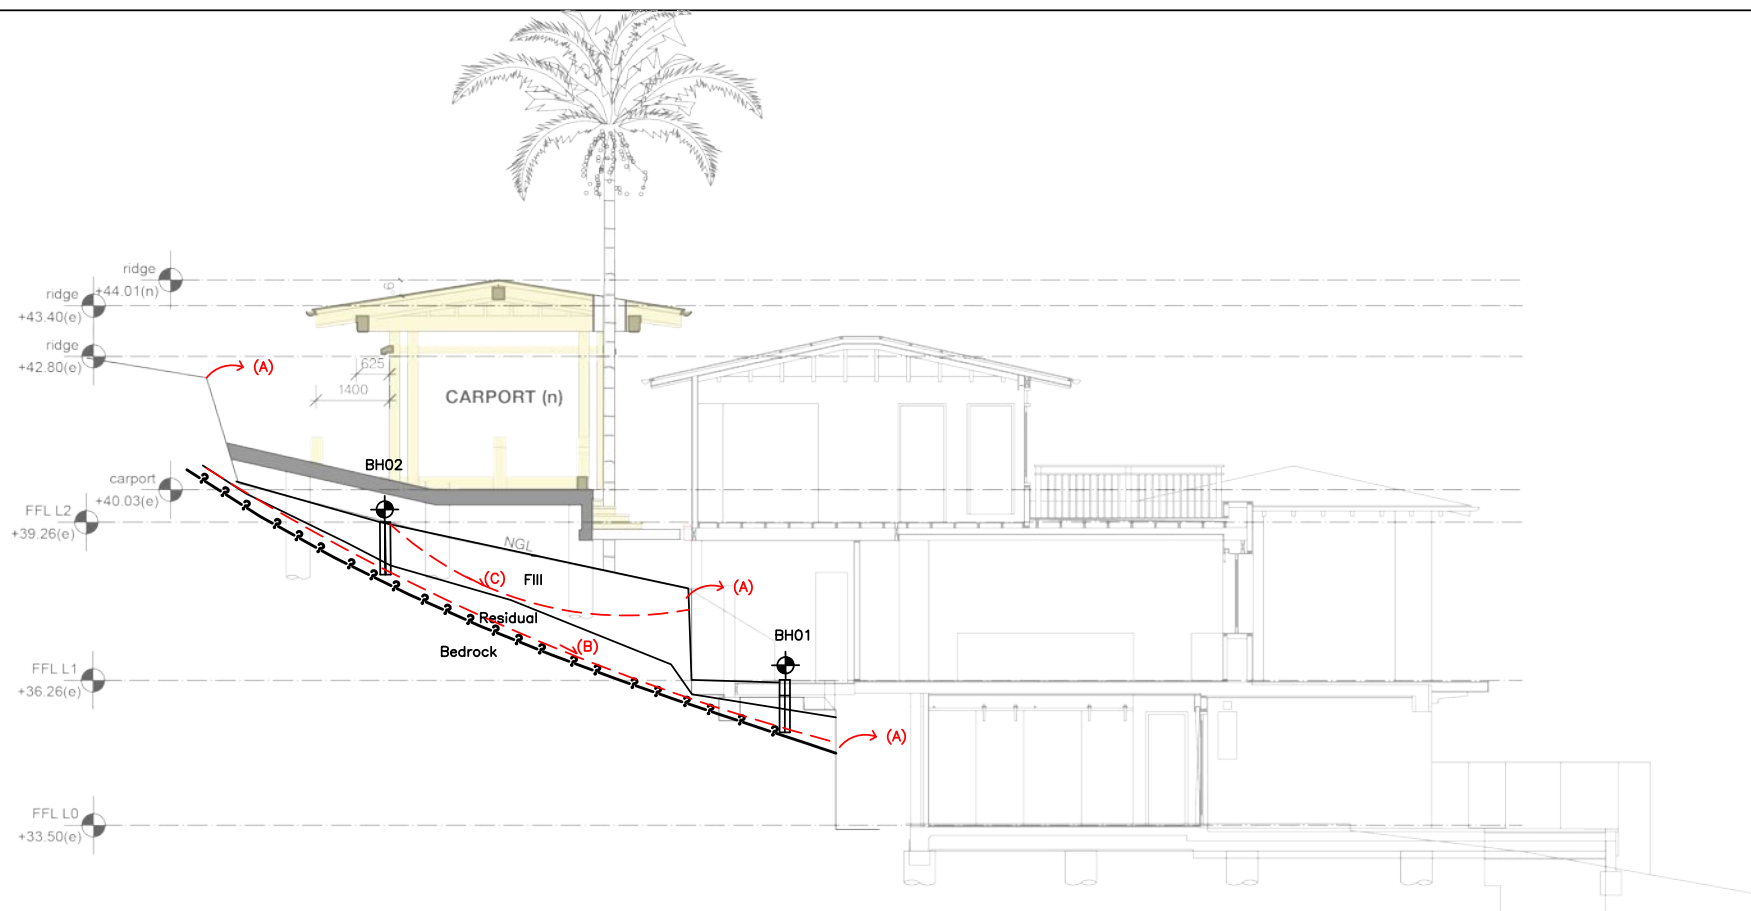 ridge
+44.01(n)
ridge
+43.40(e)
ridge
+42.80(e)
(A)
625
1400
CARPORT (n)
BH02
carport
+40.03(e)
FFL L2
+39.26(e)
NGL
(C)
FIll
(A)
Residual
(B)
Bedrock
BH01
FFL L1
+36.26(e)
(A)
FFL L0
+33.50(e)
? ? ? ? ? ? ? ? ? ? ? ? ? ? ? ? ? ? ? ? ? ? ? ?